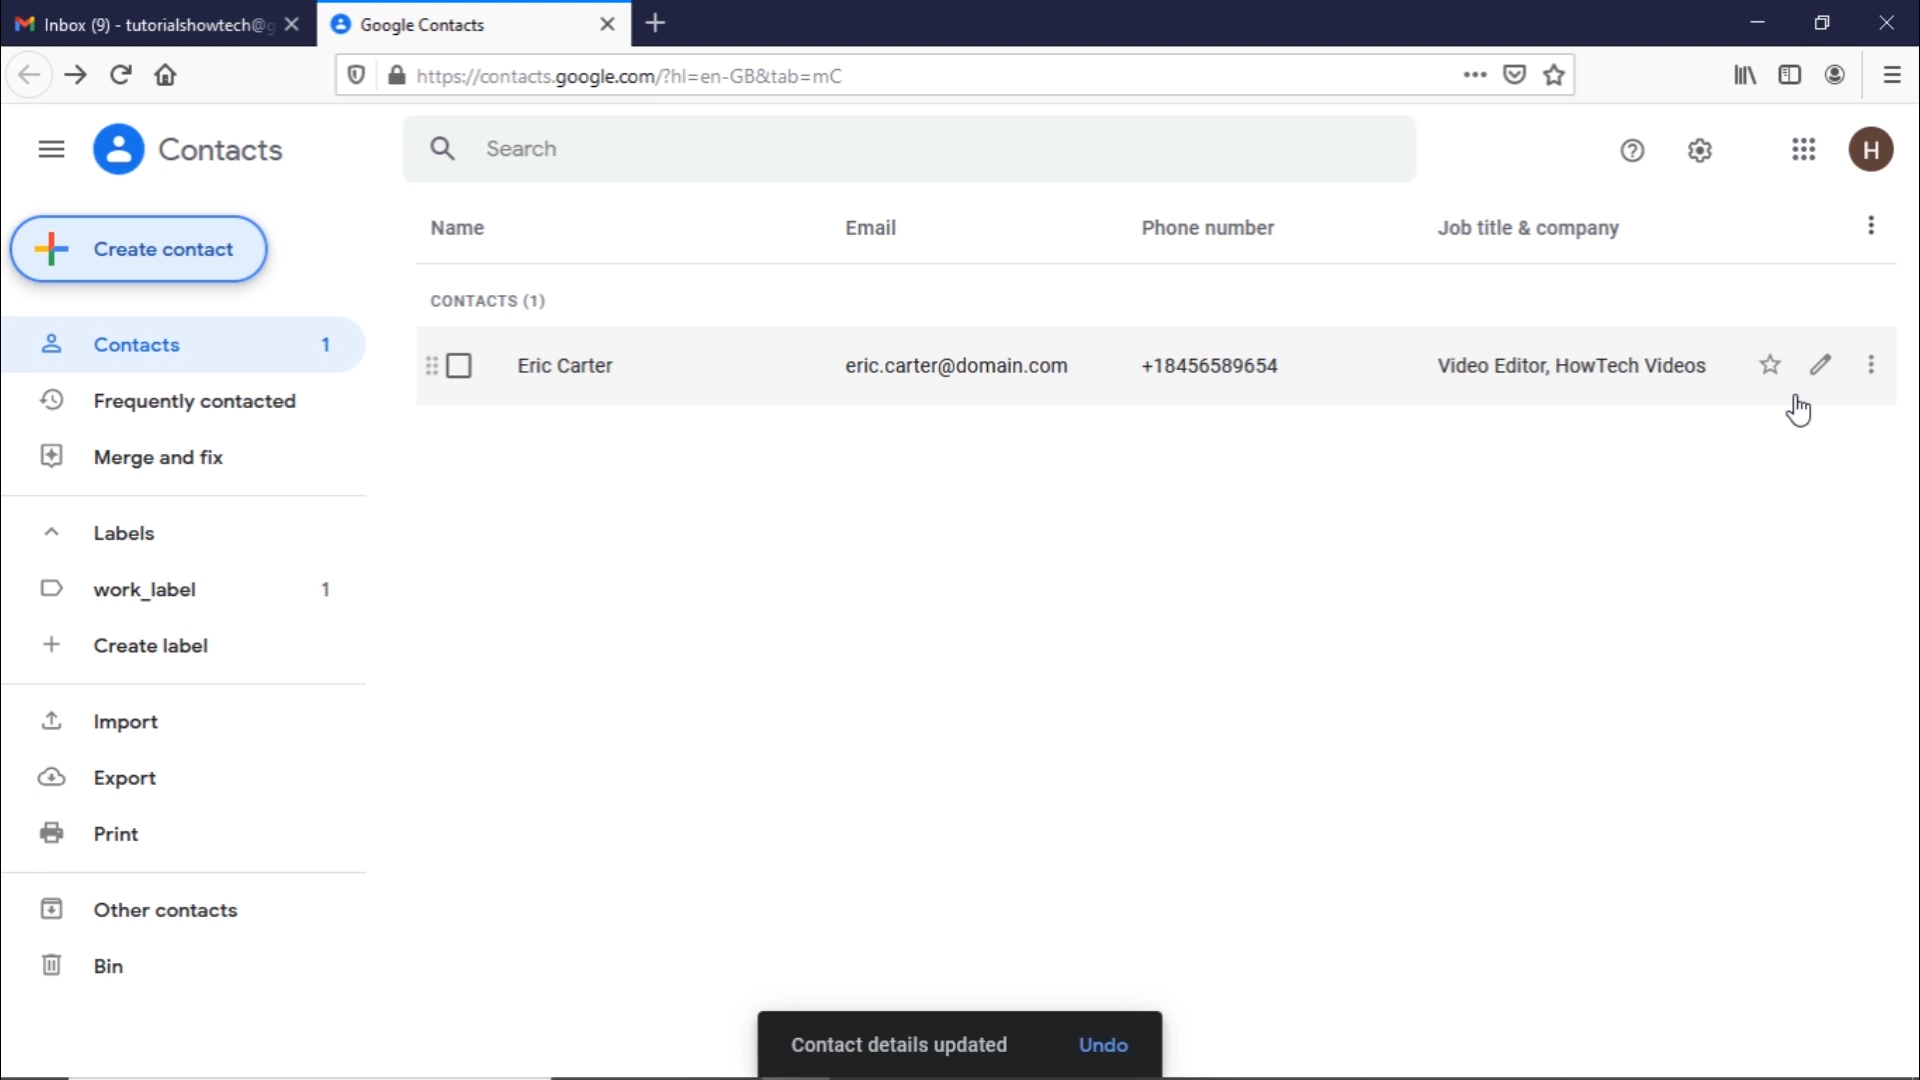 Inbox (9) - tutorialshowtech@g
Google Contacts
https://contacts.google.com/?hl=en-GB&tab=mC
Contacts
Search
H
Create contact
Name Email Phone number Job title & company
CONTACTS (1)
Contacts 1
Eric Carter eric.carter@domain.com +18456589654 Video Editor, HowTech Videos
Frequently contacted
Merge and fix
Labels
work_label 1
Create label
Import
Export
Print
Other contacts
Bin
Contact details updated Undo